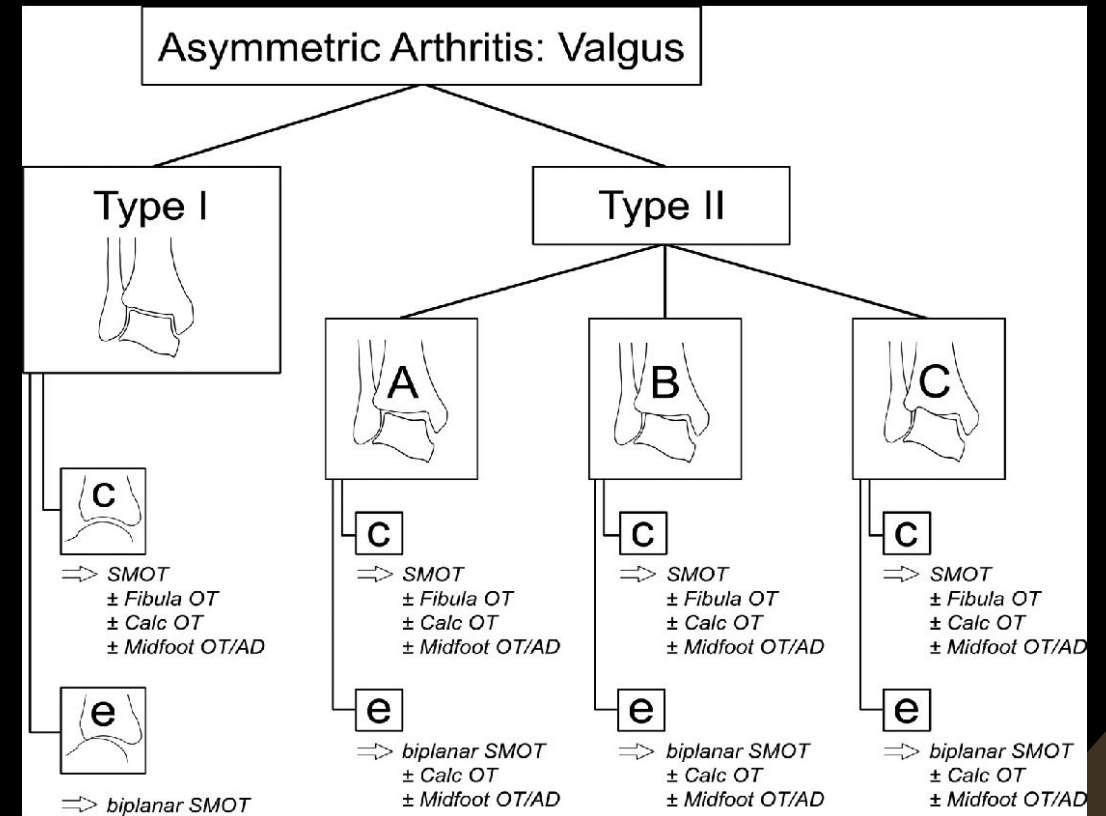 Asymmetric Arthritis: Valgus
Type I
Type II
A
B
C
c
⇒ SMOT
± Fibula OT
± Calc OT
± Midfoot OT/AD
e
⇒ biplanar SMOT
c
⇒ SMOT
± Fibula OT
± Calc OT
± Midfoot OT/AD
e
⇒ biplanar SMOT
± Calc OT
± Midfoot OT/AD
c
⇒ SMOT
± Fibula OT
± Calc OT
± Midfoot OT/AD
e
⇒ biplanar SMOT
± Calc OT
± Midfoot OT/AD
c
⇒ SMOT
± Fibula OT
± Calc OT
± Midfoot OT/AD
e
⇒ biplanar SMOT
± Calc OT
± Midfoot OT/AD